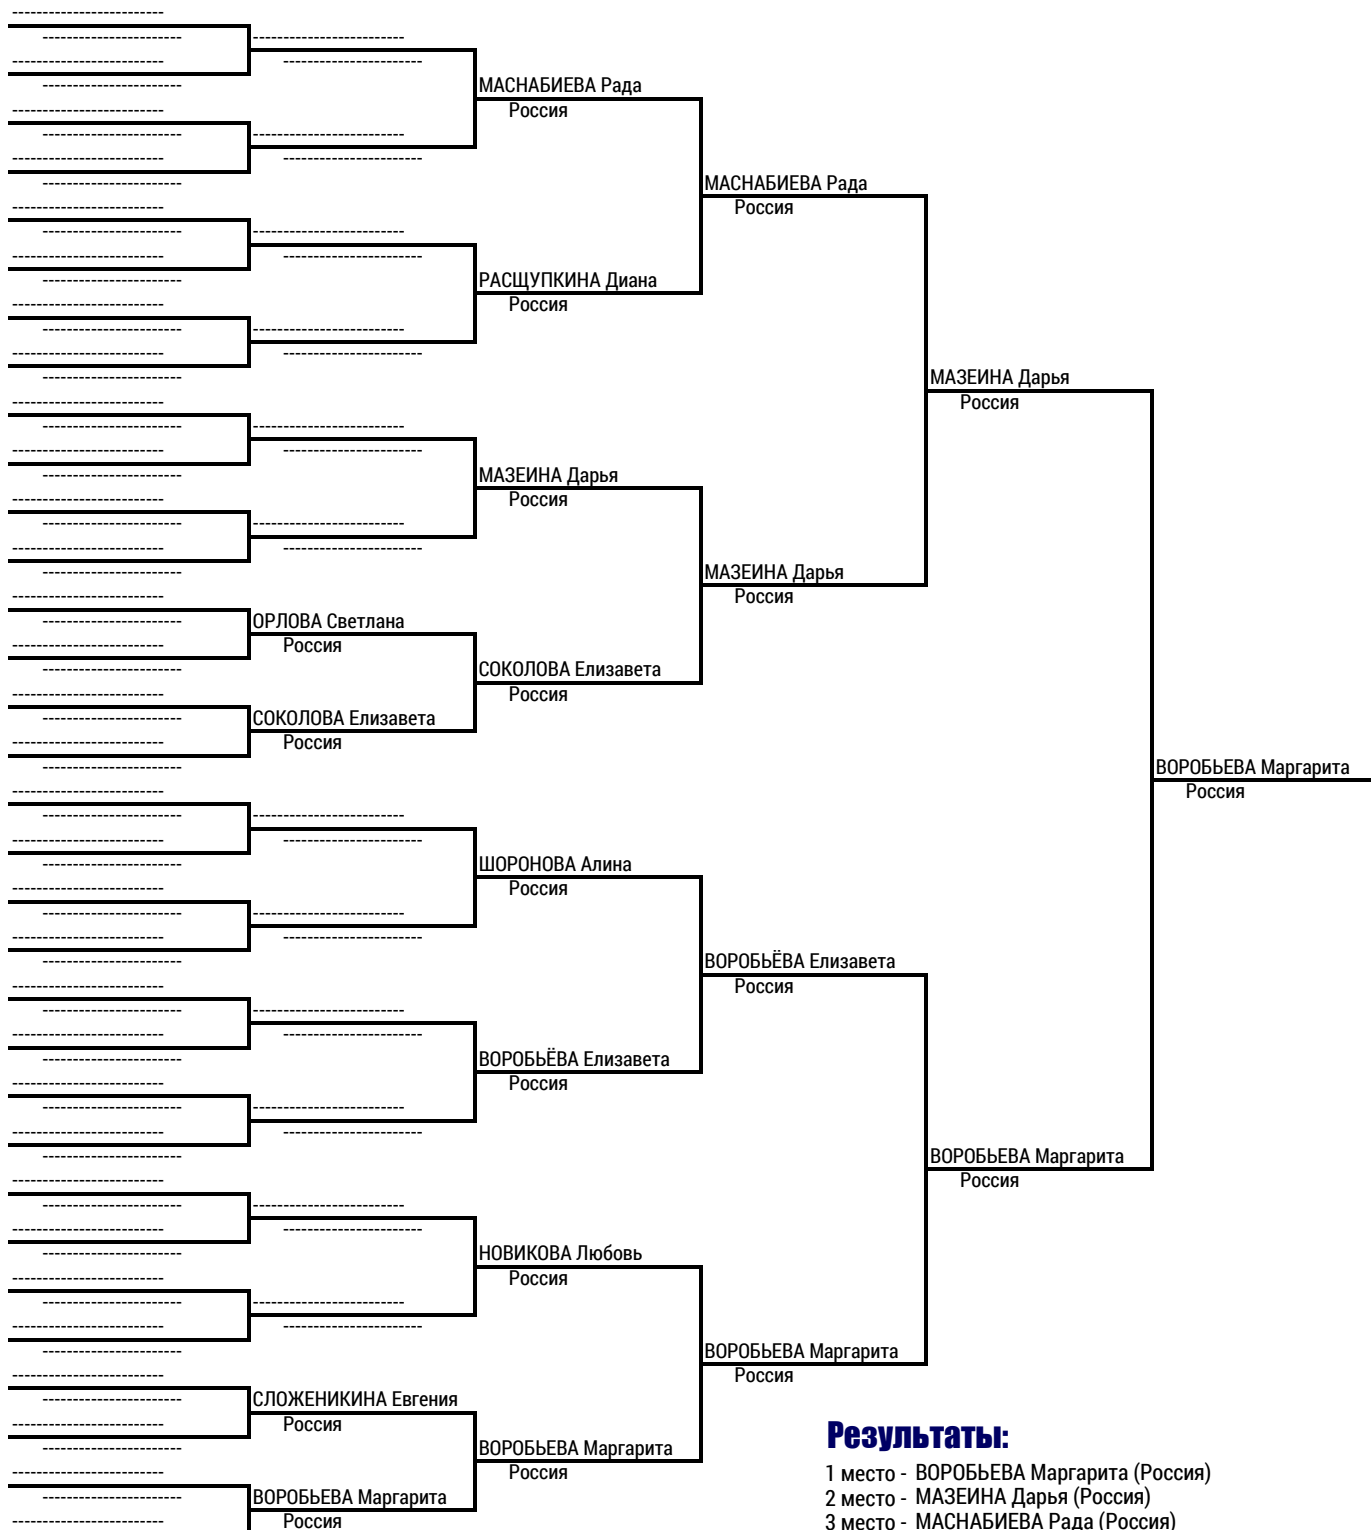 МАСНАБИЕВА Рада
Россия
МАСНАБИЕВА Рада
Россия
РАСЩУПКИНА Диана
Россия
МАЗЕИНА Дарья
Россия
МАЗЕИНА Дарья
Россия
МАЗЕИНА Дарья
Россия
ОРЛОВА Светлана
Россия
СОКОЛОВА Елизавета
Россия
СОКОЛОВА Елизавета
Россия
ВОРОБЬЕВА Маргарита
Россия
ШОРОНОВА Алина
Россия
ВОРОБЬЁВА Елизавета
Россия
ВОРОБЬЁВА Елизавета
Россия
ВОРОБЬЕВА Маргарита
Россия
НОВИКОВА Любовь
Россия
ВОРОБЬЕВА Маргарита
Россия
СЛОЖЕНИКИНА Евгения
Россия
ВОРОБЬЕВА Маргарита
Россия
ВОРОБЬЕВА Маргарита
Россия
Результаты:
1 место - ВОРОБЬЕВА Маргарита (Россия)
2 место - МАЗЕИНА Дарья (Россия)
3 место - МАСНАБИЕВА Рада (Россия)